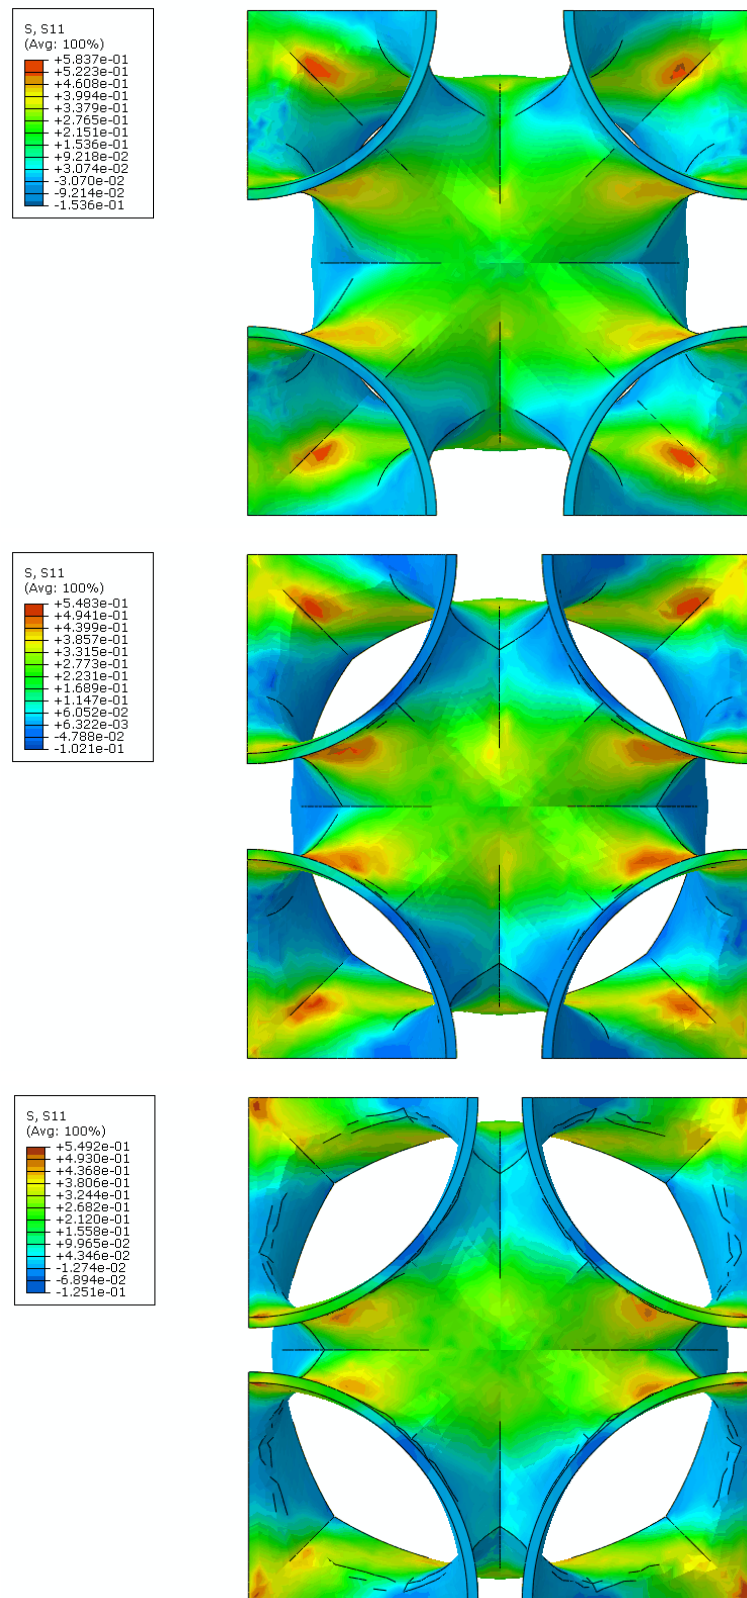 S, S11
(Avg: 100%)
+5.837e-01
+5.223e-01
+4.608e-01
+3.994e-01
+3.379e-01
+2.765e-01
+2.151e-01
+1.536e-01
+9.218e-02
+3.074e-02
-3.070e-02
-9.214e-02
-1.536e-01
S, S11
(Avg: 100%)
+5.483e-01
+4.941e-01
+4.399e-01
+3.857e-01
+3.315e-01
+2.773e-01
+2.231e-01
+1.689e-01
+1.147e-01
+6.052e-02
+6.322e-03
-4.788e-02
-1.021e-01
S, S11
(Avg: 100%)
+5.492e-01
+4.930e-01
+4.368e-01
+3.806e-01
+3.244e-01
+2.682e-01
+2.120e-01
+1.558e-01
+9.965e-02
+4.346e-02
-1.274e-02
-6.894e-02
-1.251e-01